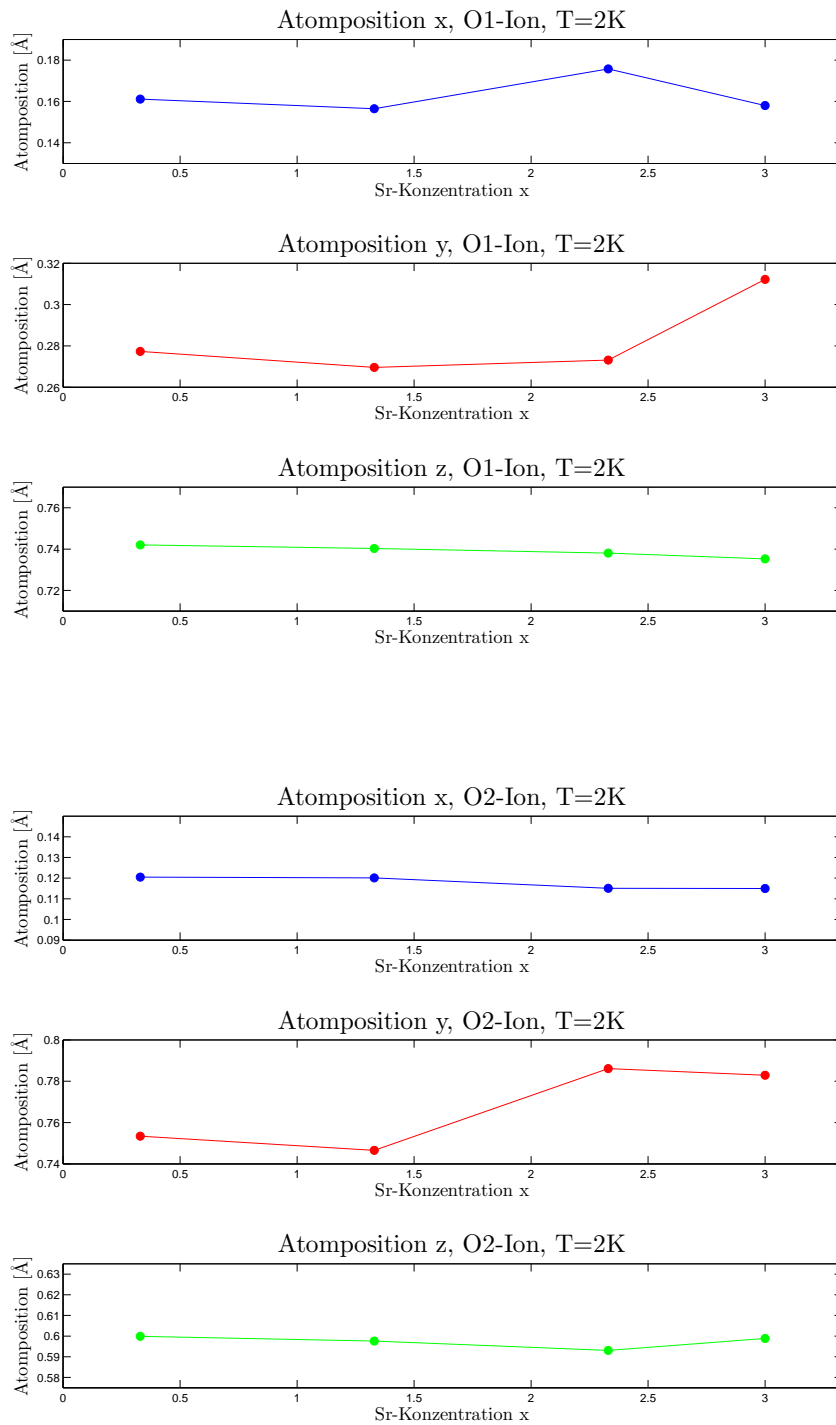 Atomposition x, O1-Ion, T=2K
Atomposition [Å]
0.18
0.16
0.14
0 0.5 1 1.5 2 2.5 3
Sr-Konzentration x
Atomposition y, O1-Ion, T=2K
Atomposition [Å]
0.32
0.3
0.28
0.26
0 0.5 1 1.5 2 2.5 3
Sr-Konzentration x
Atomposition z, O1-Ion, T=2K
Atomposition [Å]
0.76
0.74
0.72
0 0.5 1 1.5 2 2.5 3
Sr-Konzentration x
Atomposition x, O2-Ion, T=2K
Atomposition [Å]
0.14
0.13
0.12
0.11
0.1
0.09
0 0.5 1 1.5 2 2.5 3
Sr-Konzentration x
Atomposition y, O2-Ion, T=2K
Atomposition [Å]
0.8
0.78
0.76
0.74
0 0.5 1 1.5 2 2.5 3
Sr-Konzentration x
Atomposition z, O2-Ion, T=2K
Atomposition [Å]
0.63
0.62
0.61
0.6
0.59
0.58
0 0.5 1 1.5 2 2.5 3
Sr-Konzentration x